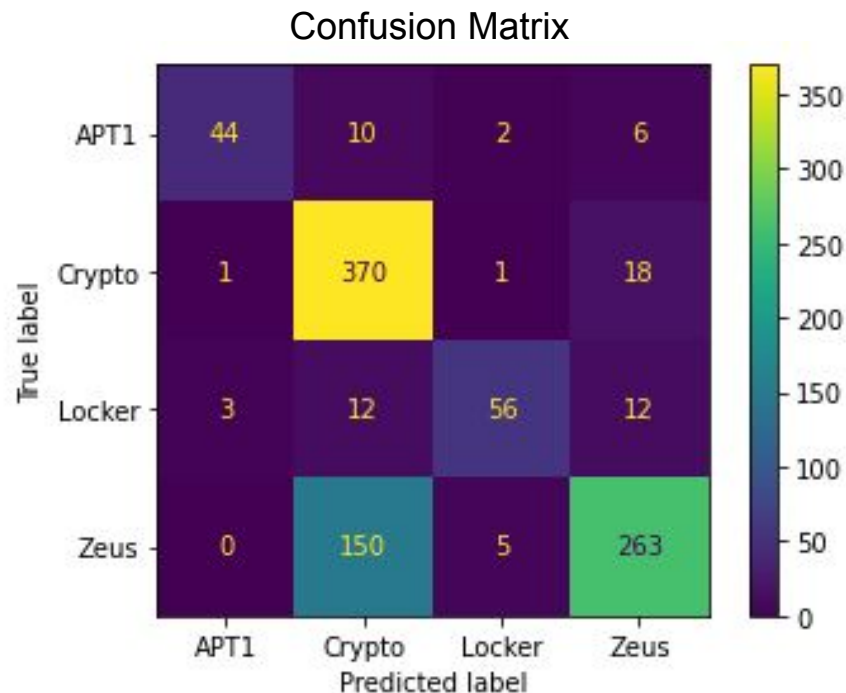 Confusion Matrix
APT1 44 10 2 6
Crypto 1 370 1 18
Locker 3 12 56 12
Zeus 0 150 5 263
APT1 Crypto Locker Zeus
Predicted label
True label
350
300
250
200
150
100
50
0